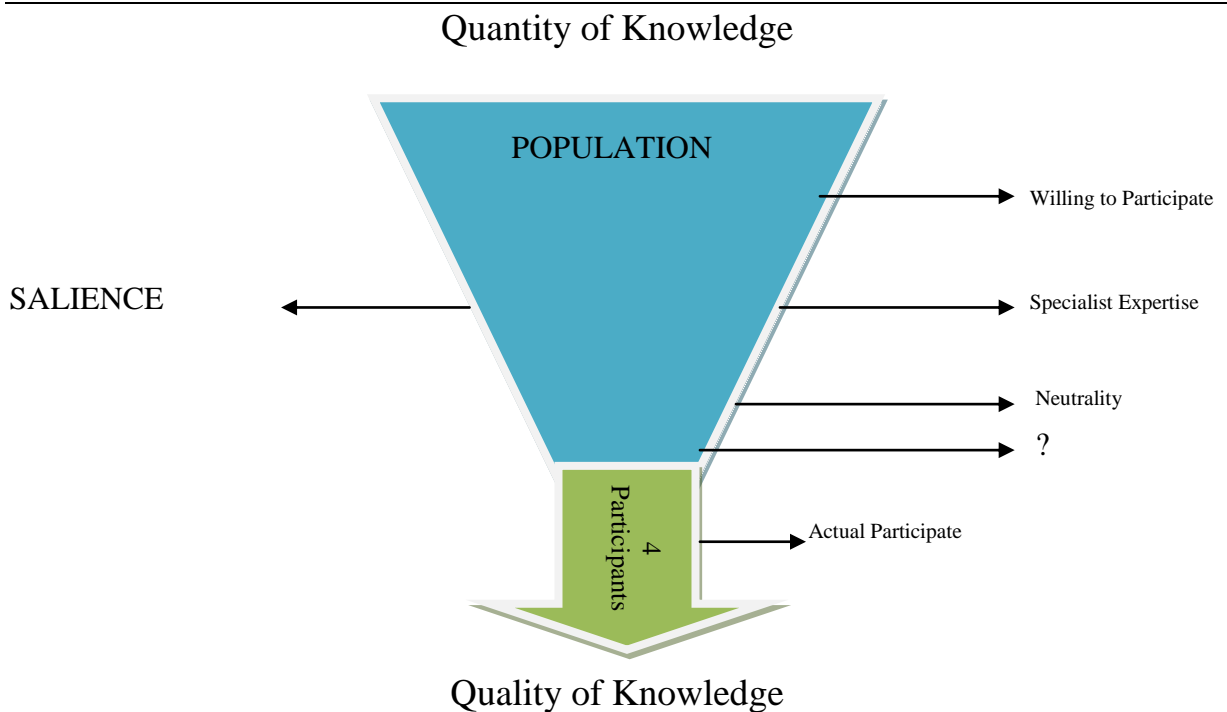 Quantity of Knowledge
POPULATION
Willing to Participate
SALIENCE
Specialist Expertise
Neutrality
?
4
Participants
Actual Participate
Quality of Knowledge